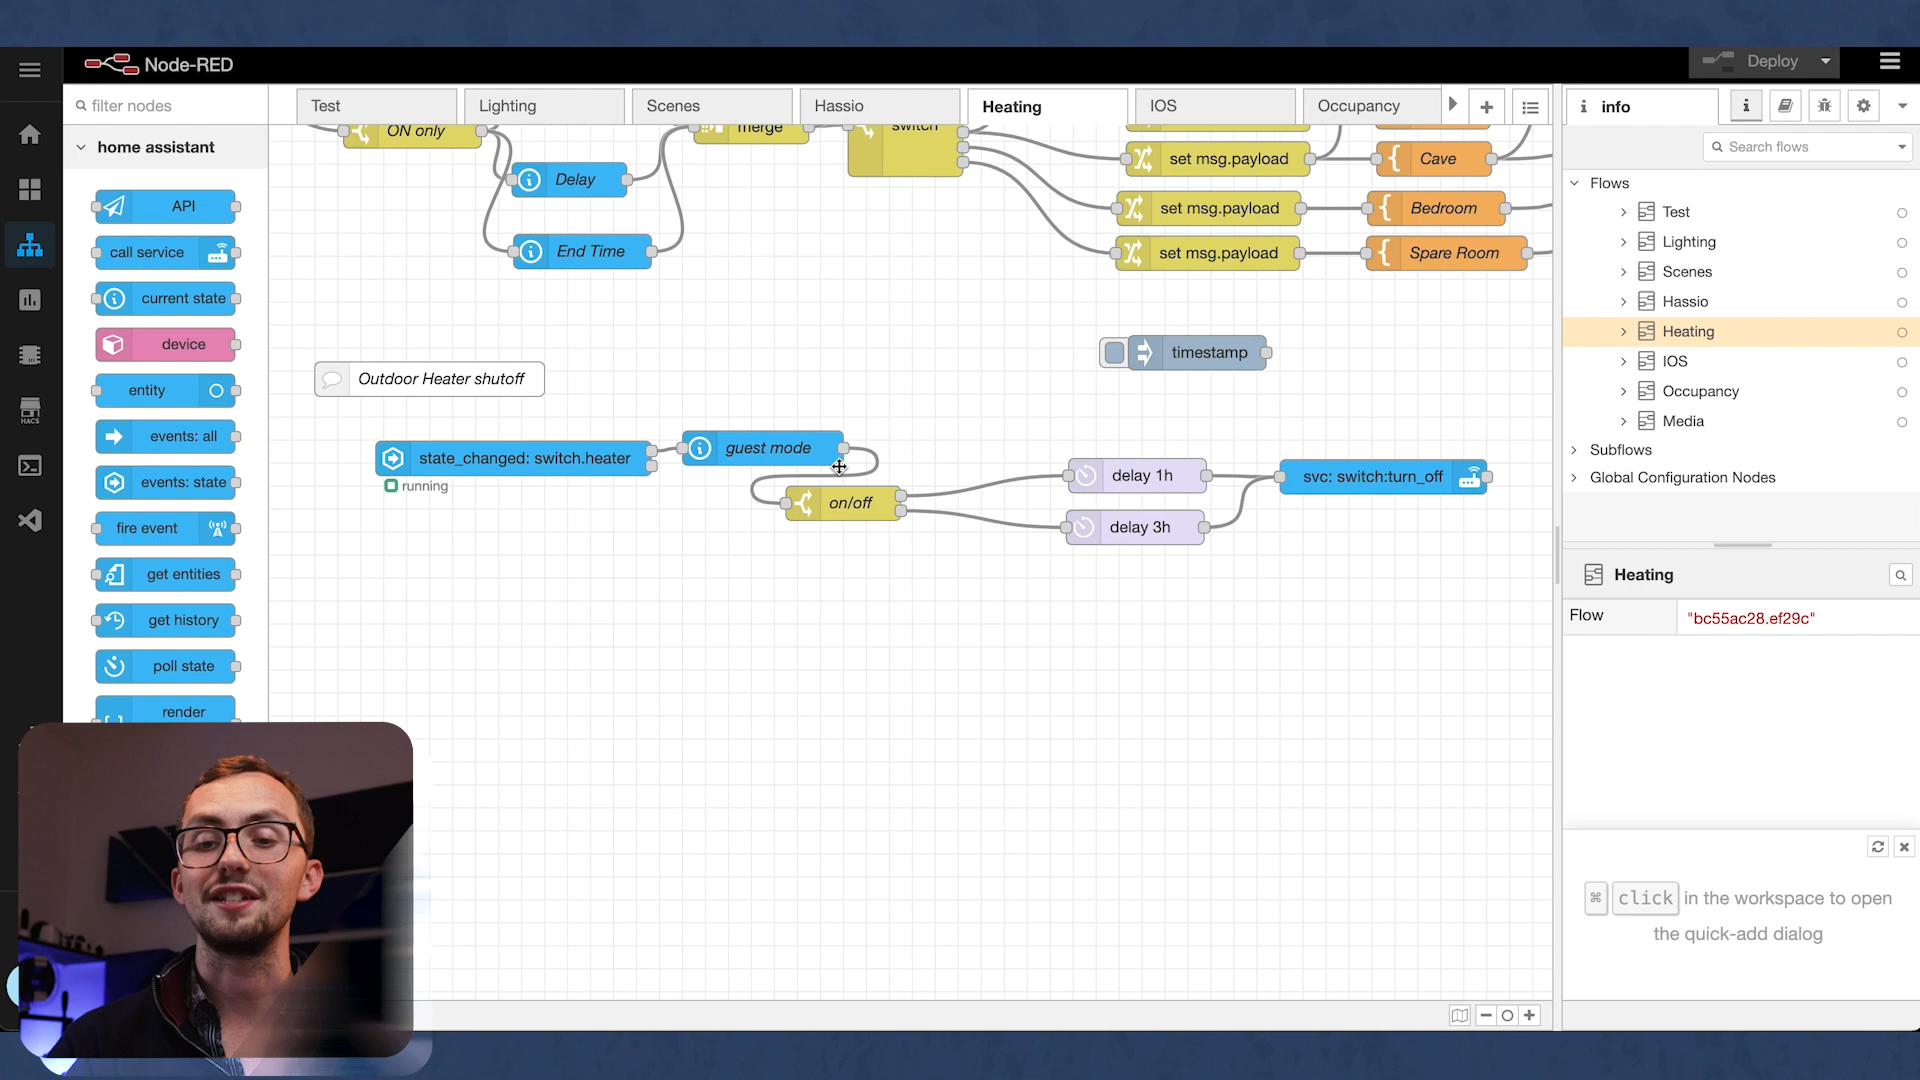 Node-RED
Deploy
filter nodes
Test
Lighting
Scenes
Hassio
Heating
IOS
Occupancy
info
Search flows
home assistant
API
call service
current state
device
entity
events: all
events: state
fire event
get entities
get history
poll state
render
HACS
ON only
Delay
End Time
merge
switch
set msg.payload
Cave
set msg.payload
Bedroom
set msg.payload
Spare Room
timestamp
Outdoor Heater shutoff
state_changed: switch.heater
running
guest mode
on/off
delay 1h
delay 3h
svc: switch:turn_off
Flows
Test
Lighting
Scenes
Hassio
Heating
IOS
Occupancy
Media
Subflows
Global Configuration Nodes
Heating
Flow
"bc55ac28.ef29c"
⌘ click in the workspace to open
the quick-add dialog